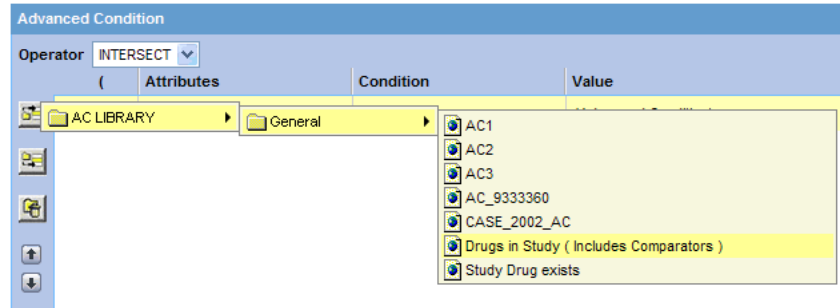 Advanced Condition
Operator INTERSECT
( Attributes Condition Value
AC LIBRARY
General
AC1
AC2
AC3
AC_9333360
CASE_2002_AC
Drugs in Study ( Includes Comparators )
Study Drug exists